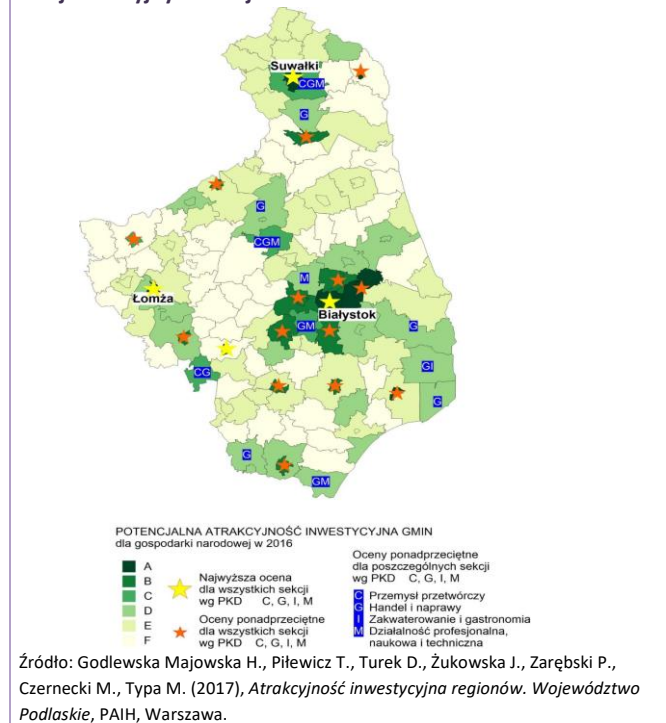 Suwałki
CGM
G
G
CGM
Łomża
M
Białystok
GM
G
CG
GI
G
G
GM
POTENCJALNA ATRAKCYJNOŚĆ INWESTYCYJNA GMIN
dla gospodarki narodowej w 2016
A
B
C
D
E
F
Najwyższa ocena
dla wszystkich sekcji
wg PKD C, G, I, M
Oceny ponadprzeciętne
dla wszystkich sekcji
wg PKD C, G, I, M
Oceny ponadprzeciętne
dla poszczególnych sekcji
wg PKD C, G, I, M
C Przemysł przetwórczy
G Handel i naprawy
I Zakwaterowanie i gastronomia
M Działalność profesjonalna,
naukowa i techniczna
Źródło: Godlewska Majowska H., Piłewicz T., Turek D., Żukowska J., Zarębski P.,
Czernecki M., Typa M. (2017), Atrakcyjność inwestycyjna regionów. Województwo
Podlaskie, PAIH, Warszawa.